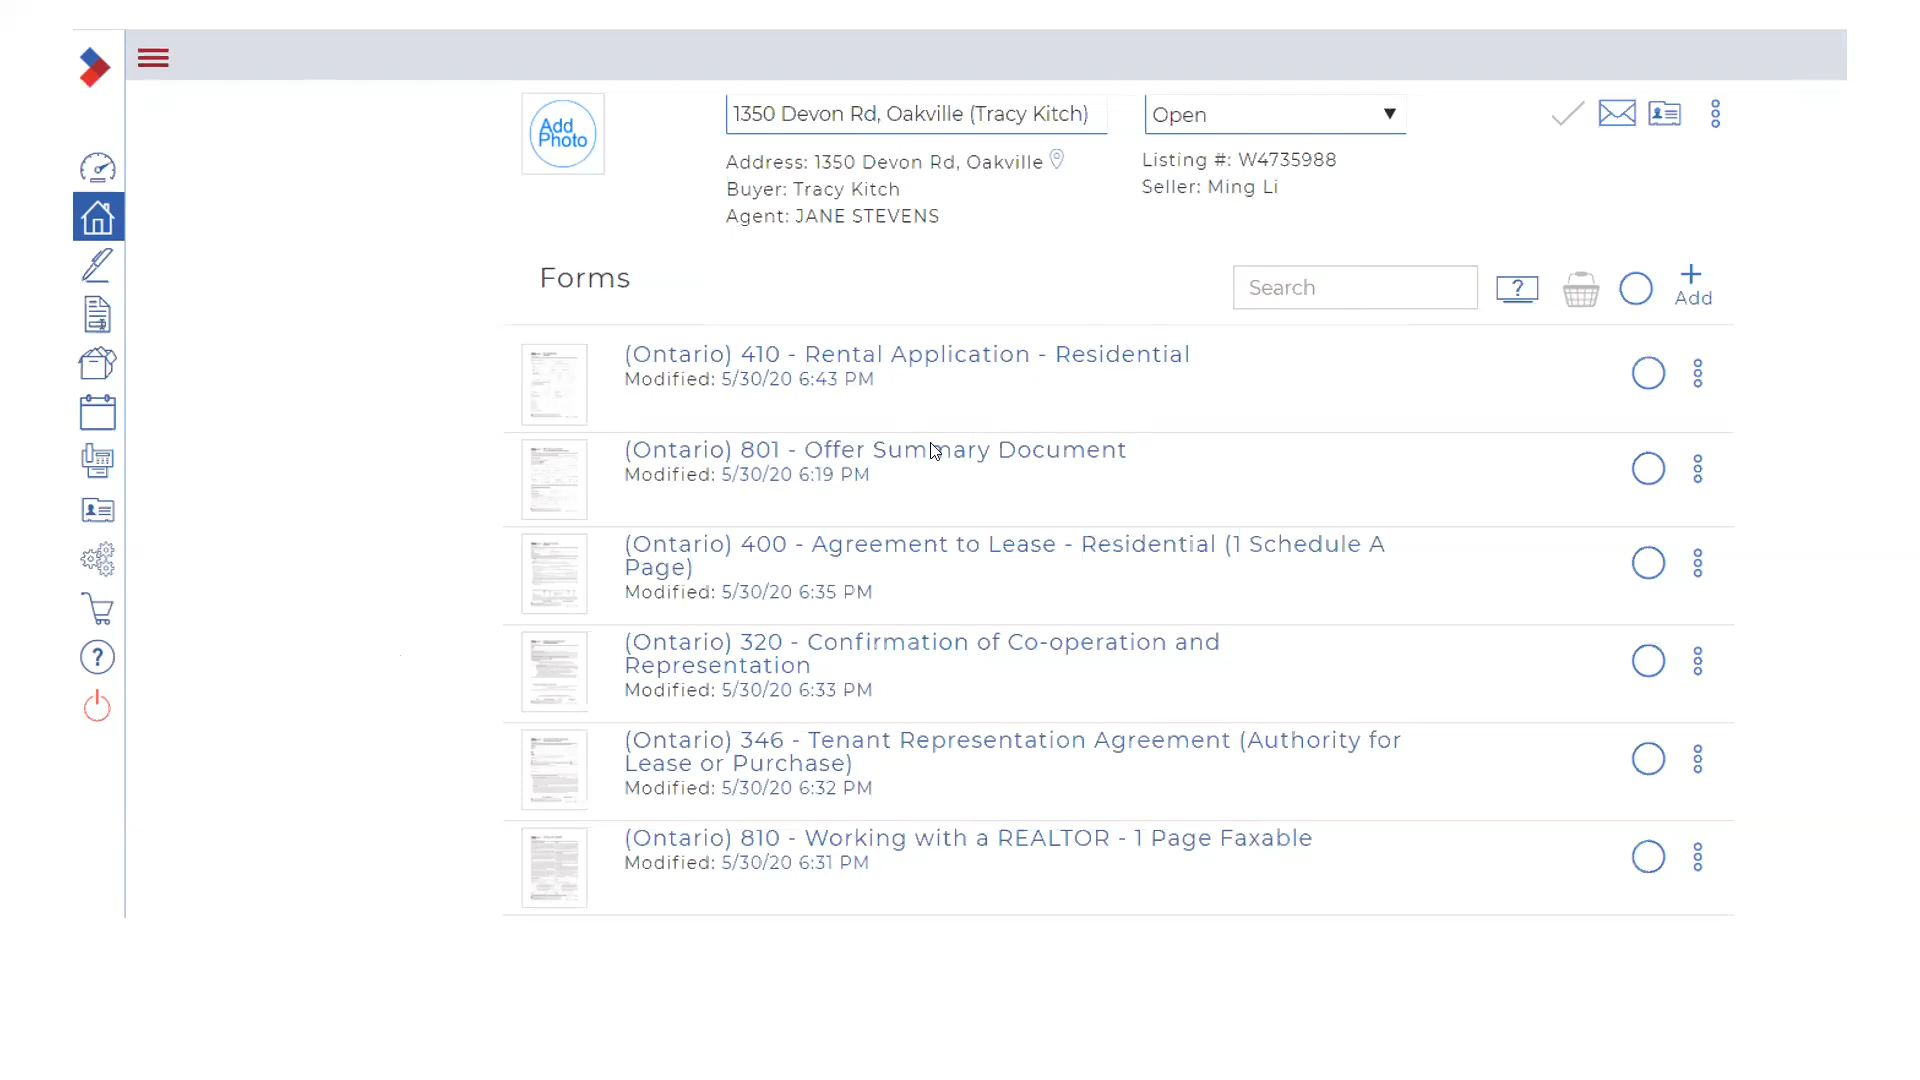 Add
Photo
1350 Devon Rd, Oakville (Tracy Kitch)
Open
Address: 1350 Devon Rd, Oakville
Buyer: Tracy Kitch
Agent: JANE STEVENS
Listing #: W4735988
Seller: Ming Li
Forms
Search
?
+
Add
(Ontario) 410 - Rental Application - Residential
Modified: 5/30/20 6:43 PM
(Ontario) 801 - Offer Summary Document
Modified: 5/30/20 6:19 PM
(Ontario) 400 - Agreement to Lease - Residential (1 Schedule A
Page)
Modified: 5/30/20 6:35 PM
(Ontario) 320 - Confirmation of Co-operation and
Representation
Modified: 5/30/20 6:33 PM
(Ontario) 346 - Tenant Representation Agreement (Authority for
Lease or Purchase)
Modified: 5/30/20 6:32 PM
(Ontario) 810 - Working with a REALTOR - 1 Page Faxable
Modified: 5/30/20 6:31 PM
?